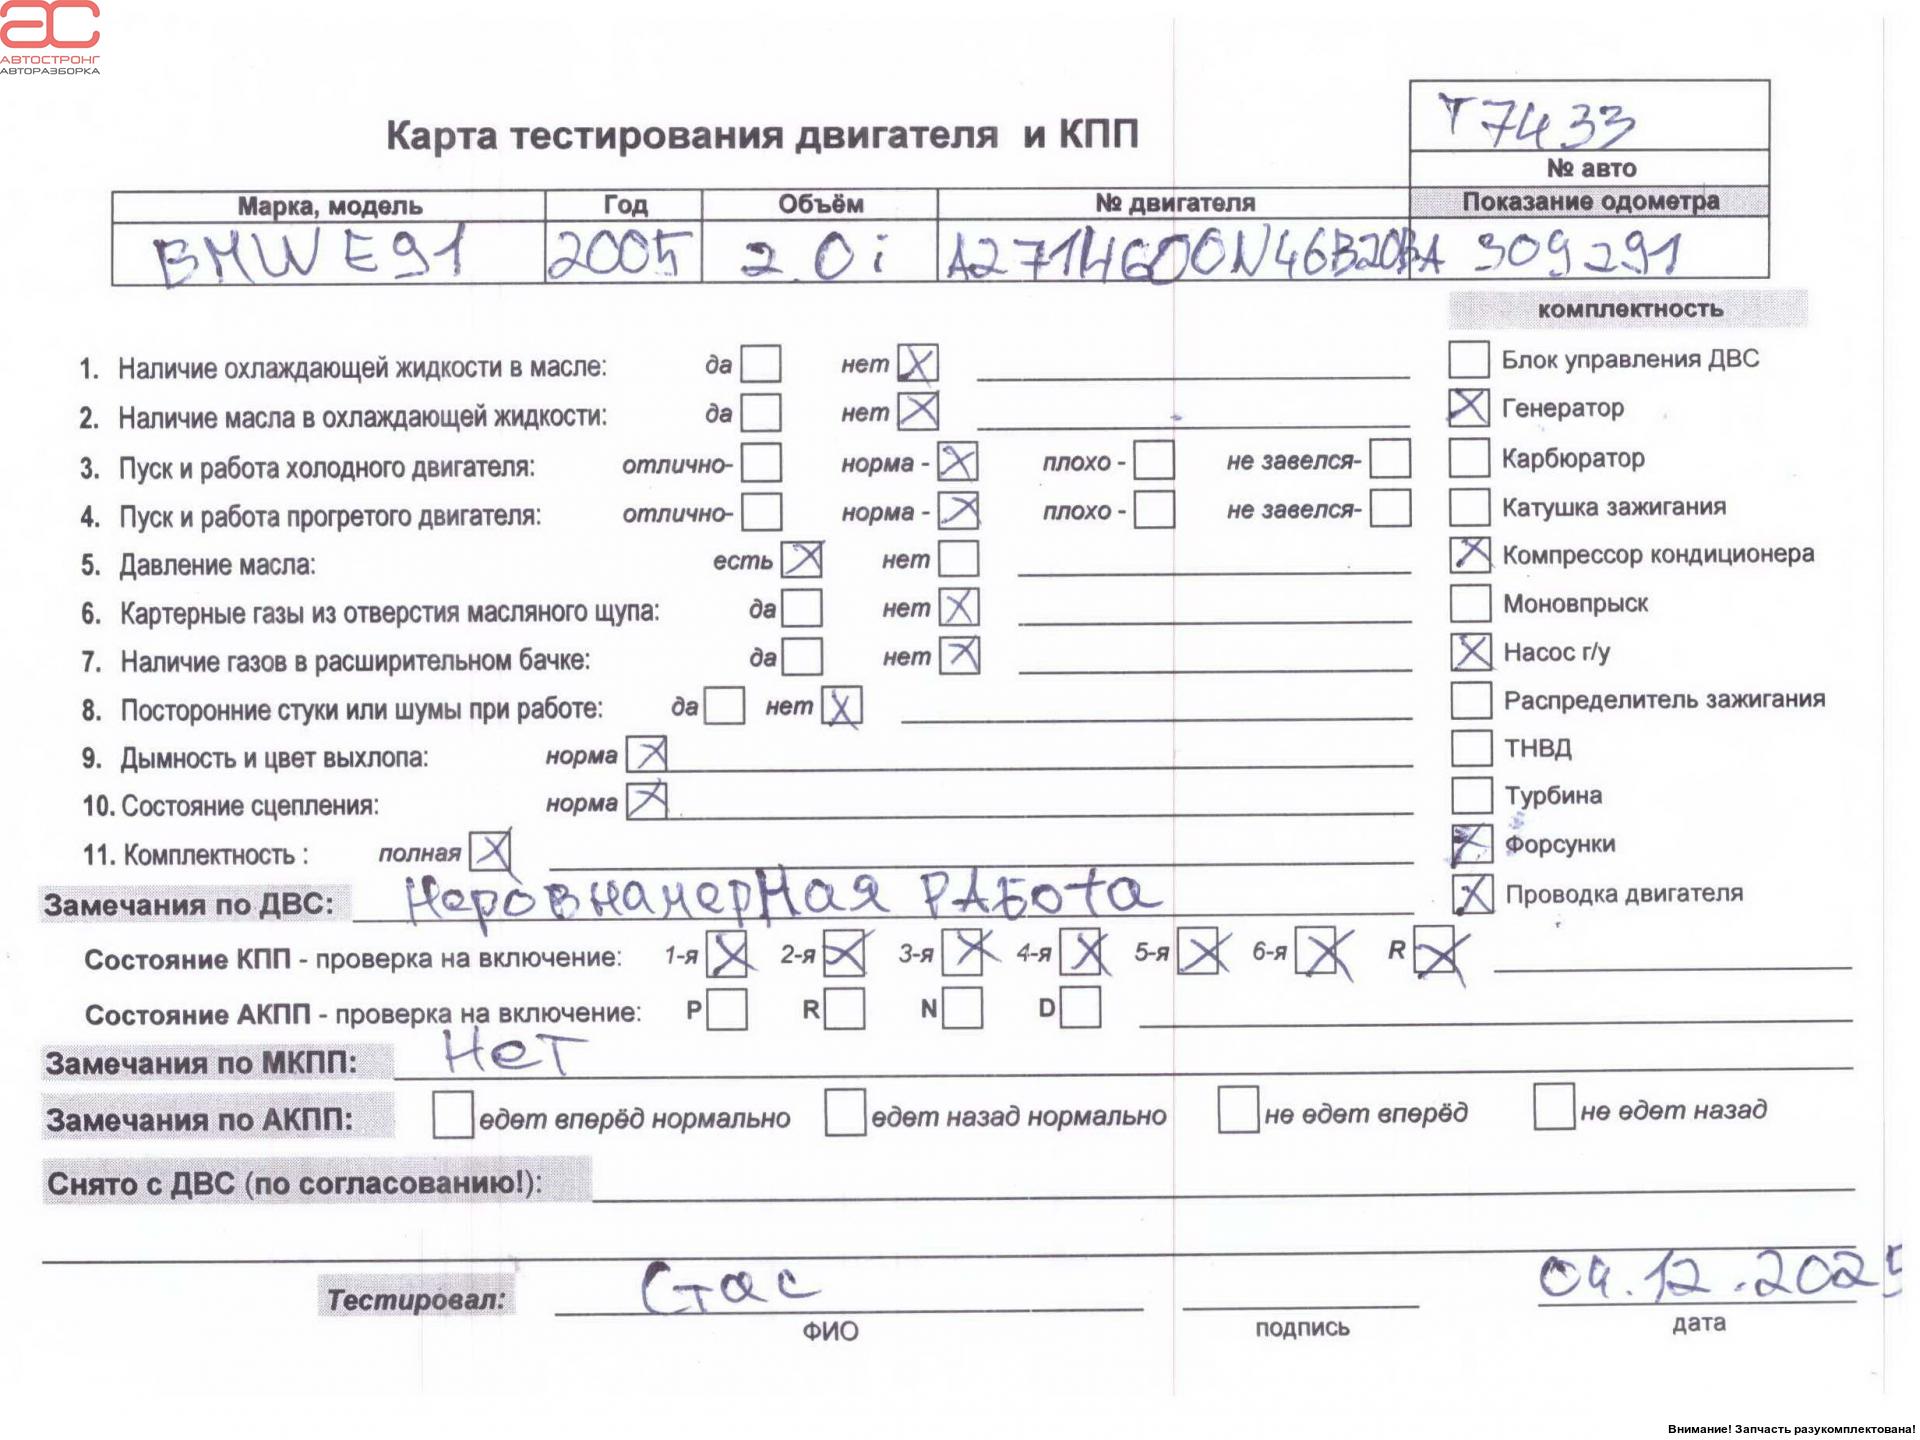 АВТОСТРОНГ
АВТОРАЗБОРКА
Карта тестирования двигателя и КПП
Т7433
№ авто
Марка, модель Год Объём № двигателя Показание одометра
BMW E91 2005 2.0i A2714600N46B20BA 309291
комплектность
1. Наличие охлаждающей жидкости в масле: да нет X
2. Наличие масла в охлаждающей жидкости: да нет X
3. Пуск и работа холодного двигателя: отлично- норма - X плохо - не завелся-
4. Пуск и работа прогретого двигателя: отлично- норма - X плохо - не завелся-
5. Давление масла: есть X нет
6. Картерные газы из отверстия масляного щупа: да нет X
7. Наличие газов в расширительном бачке: да нет X
8. Посторонние стуки или шумы при работе: да нет X
9. Дымность и цвет выхлопа: норма X
10. Состояние сцепления: норма X
11. Комплектность : полная X
Блок управления ДВС
X Генератор
Карбюратор
Катушка зажигания
X Компрессор кондиционера
Моновпрыск
X Насос г/у
Распределитель зажигания
ТНВД
Турбина
X Форсунки
X Проводка двигателя
Замечания по ДВС: Неровнамерная работа
Состояние КПП - проверка на включение: 1-я X 2-я X 3-я X 4-я X 5-я X 6-я X R X
Состояние АКПП - проверка на включение: P R N D
Замечания по МКПП: Нет
Замечания по АКПП: едет вперёд нормально едет назад нормально не едет вперёд не едет назад
Снято с ДВС (по согласованию!):
Тестировал: Стас 04.12.2025
ФИО подпись дата
Внимание! Запчасть разукомплектована!